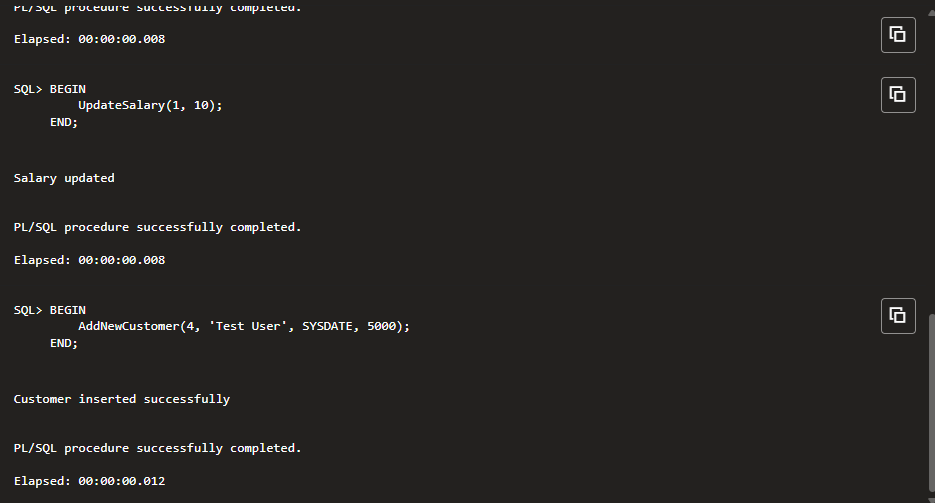 PL/SQL procedure successfully completed.
Elapsed: 00:00:00.008
SQL> BEGIN
UpdateSalary(1, 10);
END;
Salary updated
PL/SQL procedure successfully completed.
Elapsed: 00:00:00.008
SQL> BEGIN
AddNewCustomer(4, 'Test User', SYSDATE, 5000);
END;
Customer inserted successfully
PL/SQL procedure successfully completed.
Elapsed: 00:00:00.012